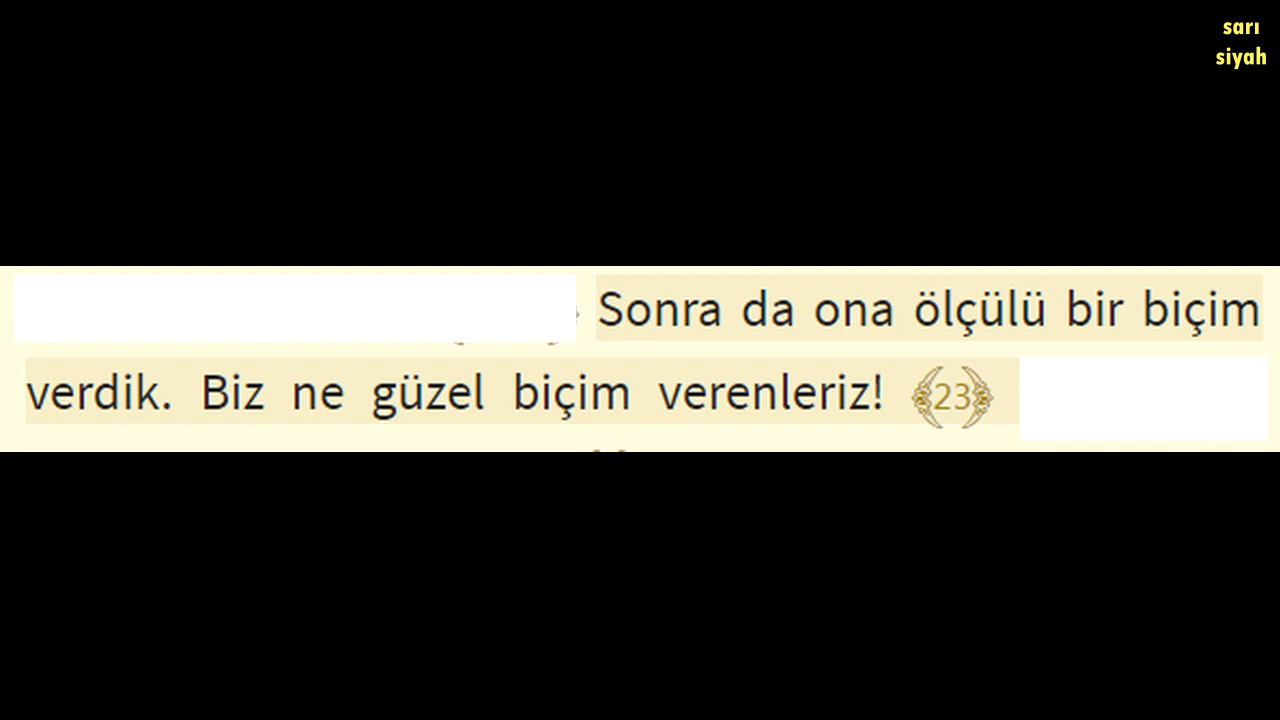 sarı
siyah
Sonra da ona ölçülü bir biçim
verdik. Biz ne güzel biçim verenleriz! 23